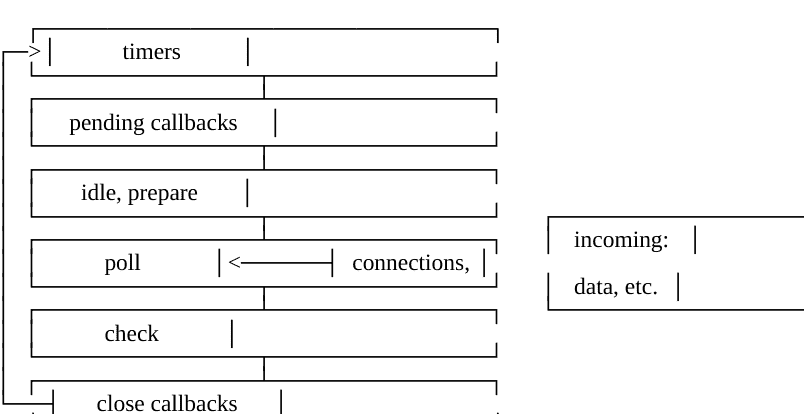 timers
pending callbacks
idle, prepare
incoming:
poll < connections,
data, etc.
check
close callbacks